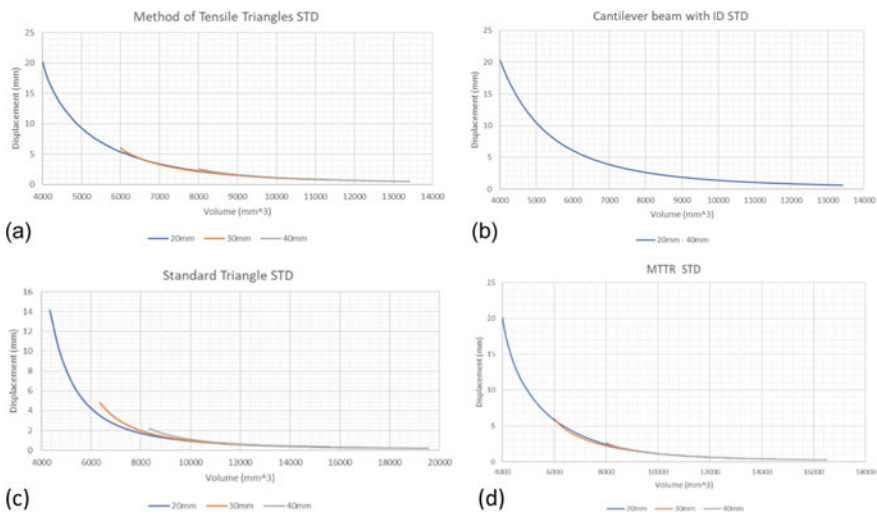 Method of Tensile Triangles STD
Displacement (mm)
25
20
15
10
5
0
4000 5000 6000 7000 8000 9000 10000 11000 12000 13000 14000
Volume (mm^3)
20mm 30mm 40mm
(a)
Cantilever beam with ID STD
Displacement (mm)
25
20
15
10
5
0
4000 5000 6000 7000 8000 9000 10000 11000 12000 13000 14000
Volume (mm^3)
20mm - 40mm
(b)
Standard Triangle STD
Displacement (mm)
16
14
12
10
8
6
4
2
0
4000 6000 8000 10000 12000 14000 16000 18000 20000
Volume (mm^3)
20mm 30mm 40mm
(c)
MTTR STD
Displacement (mm)
25
20
15
10
5
0
4000 6000 8000 10000 12000 14000 16000 18000
Volume (mm^3)
20mm 30mm 40mm
(d)